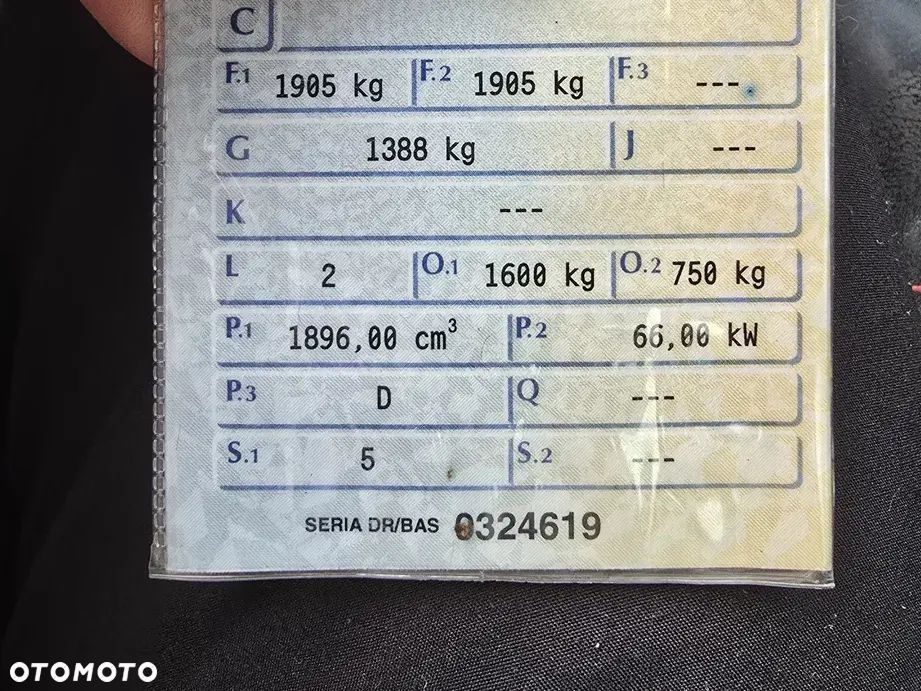 C
F.1 1905 kg F.2 1905 kg F.3 ---
G 1388 kg J ---
K ---
L 2 O.1 1600 kg O.2 750 kg
P.1 1896,00 cm³ P.2 66,00 kW
P.3 D Q ---
S.1 5 S.2 ---
SERIA DR/BAS 0324619
OTOMOTO